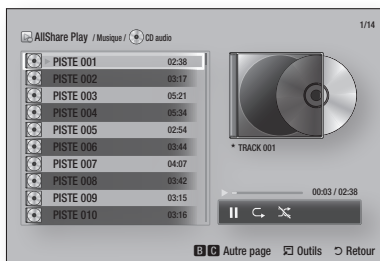 AllShare Play / Musique / CD audio
1/14
PISTE 001 02:38
PISTE 002 03:17
PISTE 003 05:21
PISTE 004 05:34
PISTE 005 02:54
PISTE 006 03:44
PISTE 007 04:07
PISTE 008 03:42
PISTE 009 03:15
PISTE 010 03:16
* TRACK 001
00:03 / 02:38
B C Autre page Outils Retour